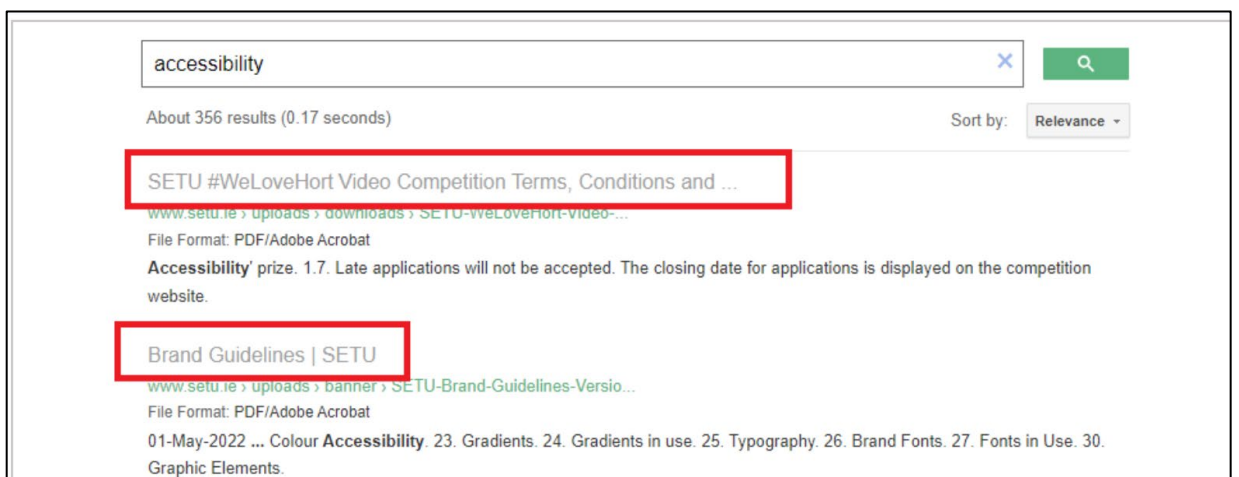 accessibility
About 356 results (0.17 seconds)
Sort by: Relevance
SETU #WeLoveHort Video Competition Terms, Conditions and ...
www.setu.ie › uploads › downloads › SETU-WeLoveHort-Video-...
File Format: PDF/Adobe Acrobat
Accessibility' prize. 1.7. Late applications will not be accepted. The closing date for applications is displayed on the competition
website.
Brand Guidelines | SETU
www.setu.ie › uploads › banner › SETU-Brand-Guidelines-Versio...
File Format: PDF/Adobe Acrobat
01-May-2022 ... Colour Accessibility. 23. Gradients. 24. Gradients in use. 25. Typography. 26. Brand Fonts. 27. Fonts in Use. 30.
Graphic Elements.